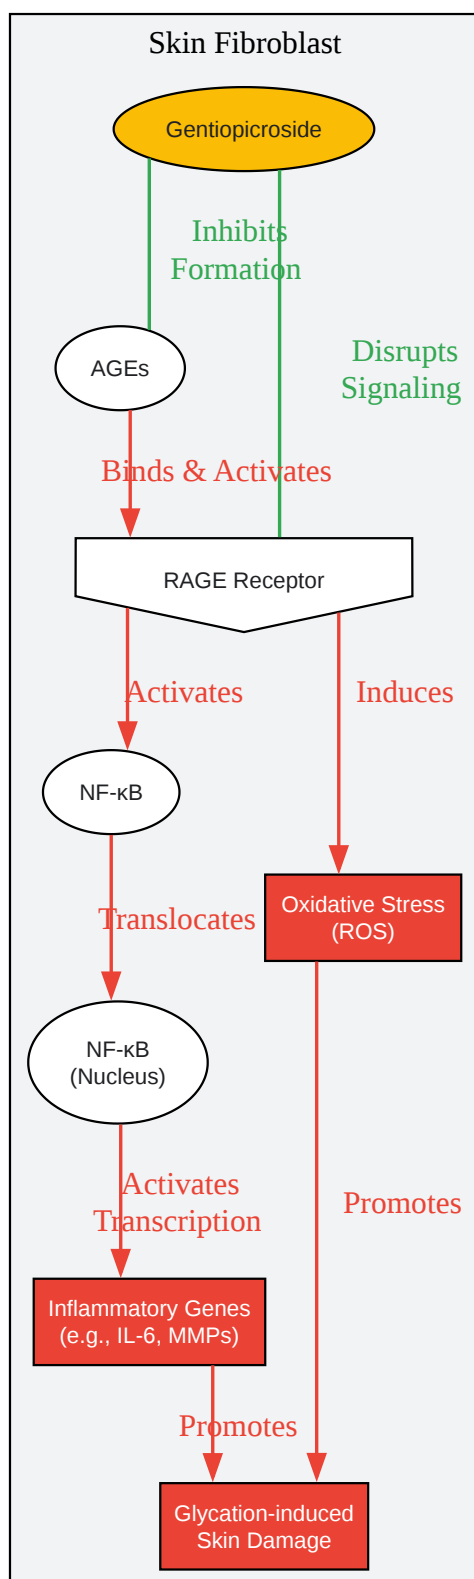 Skin Fibroblast
Gentiopicroside
Inhibits
Formation
Disrupts
Signaling
AGEs
Binds & Activates
RAGE Receptor
Activates
Induces
NF-κB
Oxidative Stress
(ROS)
Translocates
NF-κB
(Nucleus)
Activates
Transcription
Promotes
Inflammatory Genes
(e.g., IL-6, MMPs)
Promotes
Glycation-induced
Skin Damage